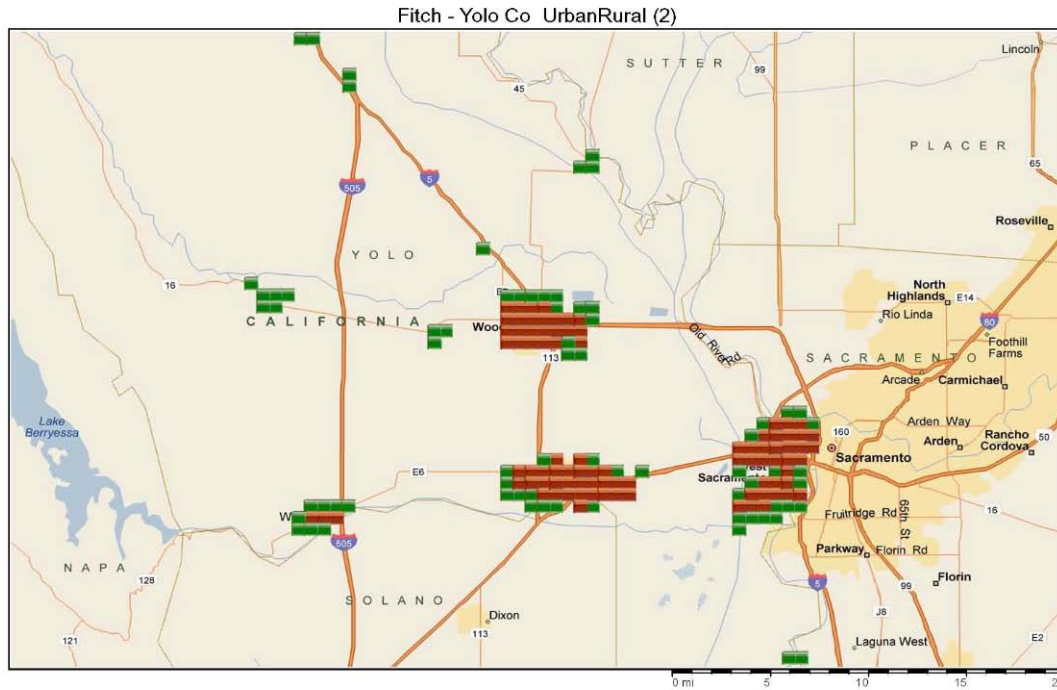 Fitch - Yolo Co UrbanRural (2)
Lincoln
SUTTER
99
45
PLACER
65
505
5
Roseville
YOLO
16
North
Highlands
E14
Rio Linda
80
CALIFORNIA
Foothill
Farms
Old River Rd
113
SACRAMENTO
Arcade
Carmichael
Lake
Berryessa
Arden Way
160
Rancho
Cordova
50
Arden
Sacramento
E6
16
Fruitridge Rd
65th St
505
Parkway
Florin Rd
NAPA
128
5
99
Florin
SOLANO
J8
Dixon
113
121
E2
Laguna West
0 mi 5 10 15